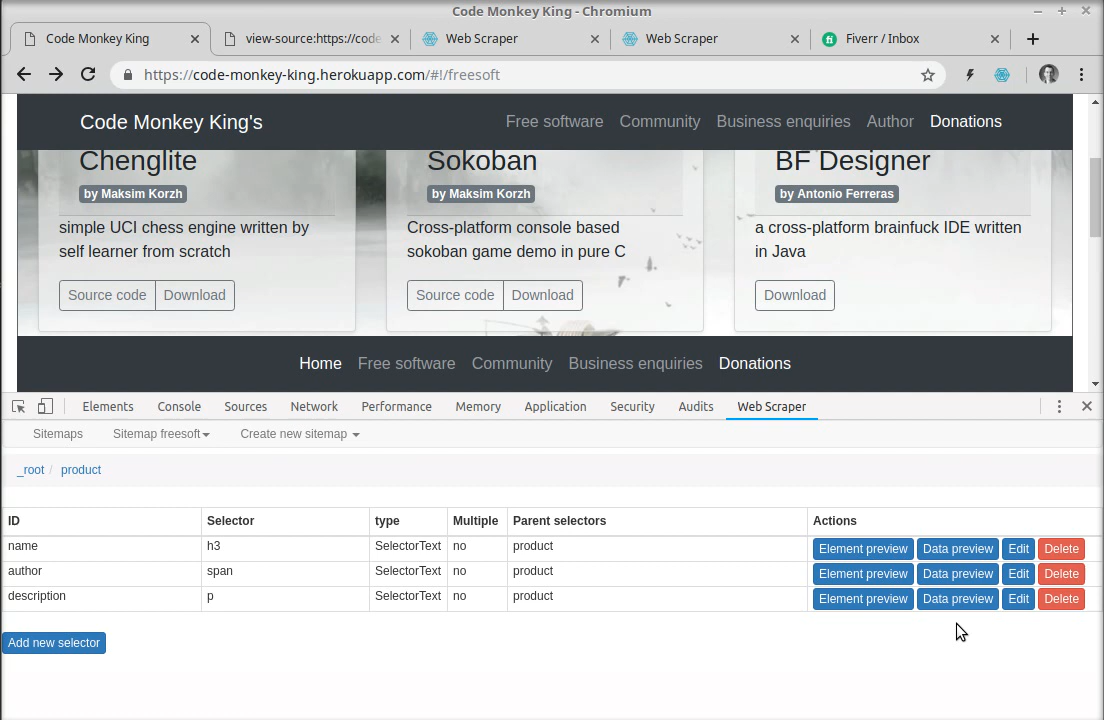 Code Monkey King - Chromium
Code Monkey King
view-source:https://code
Web Scraper
Web Scraper
Fiverr / Inbox
https://code-monkey-king.herokuapp.com/#!/freesoft
Code Monkey King's
Free software Community Business enquiries Author Donations
Chenglite
by Maksim Korzh
simple UCI chess engine written by
self learner from scratch
Source code Download
Sokoban
by Maksim Korzh
Cross-platform console based
sokoban game demo in pure C
Source code Download
BF Designer
by Antonio Ferreras
a cross-platform brainfuck IDE written
in Java
Download
Home Free software Community Business enquiries Donations
Elements Console Sources Network Performance Memory Application Security Audits Web Scraper
Sitemaps Sitemap freesoft Create new sitemap
_root / product
ID Selector type Multiple Parent selectors Actions
name h3 SelectorText no product Element preview Data preview Edit Delete
author span SelectorText no product Element preview Data preview Edit Delete
description p SelectorText no product Element preview Data preview Edit Delete
Add new selector